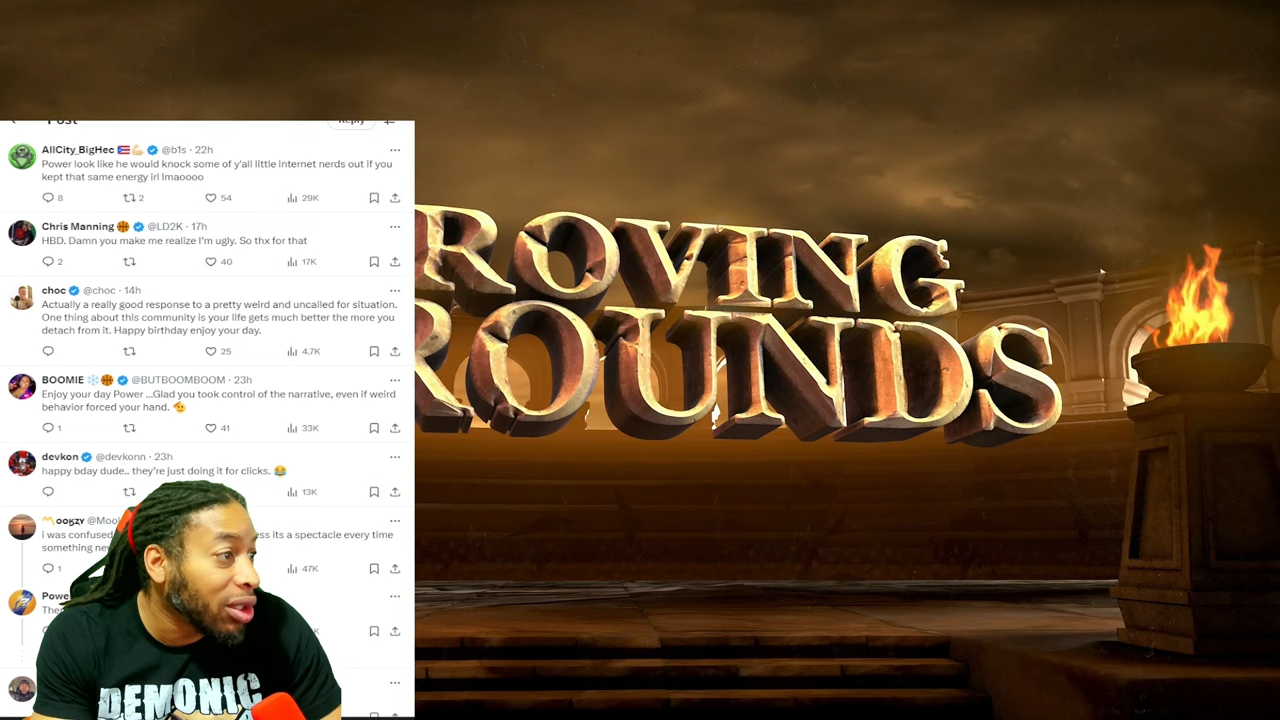 Post
Reply
AllCity_BigHec @b1s · 22h
Power look like he would knock some of y'all little internet nerds out if you
kept that same energy irl lmaoooo
8 2 54 29K
Chris Manning @LD2K · 17h
HBD. Damn you make me realize I'm ugly. So thx for that
2 40 17K
choc @choc · 14h
Actually a really good response to a pretty weird and uncalled for situation.
One thing about this community is your life gets much better the more you
detach from it. Happy birthday enjoy your day.
25 4.7K
BOOMIE @BUTBOOMBOOM · 23h
Enjoy your day Power ...Glad you took control of the narrative, even if weird
behavior forced your hand.
1 41 33K
devkon @devkonn · 23h
happy bday dude.. they're just doing it for clicks.
13K
i was confused its a spectacle every time
something
1 47K
DEMONIC
ROVING
ROUNDS